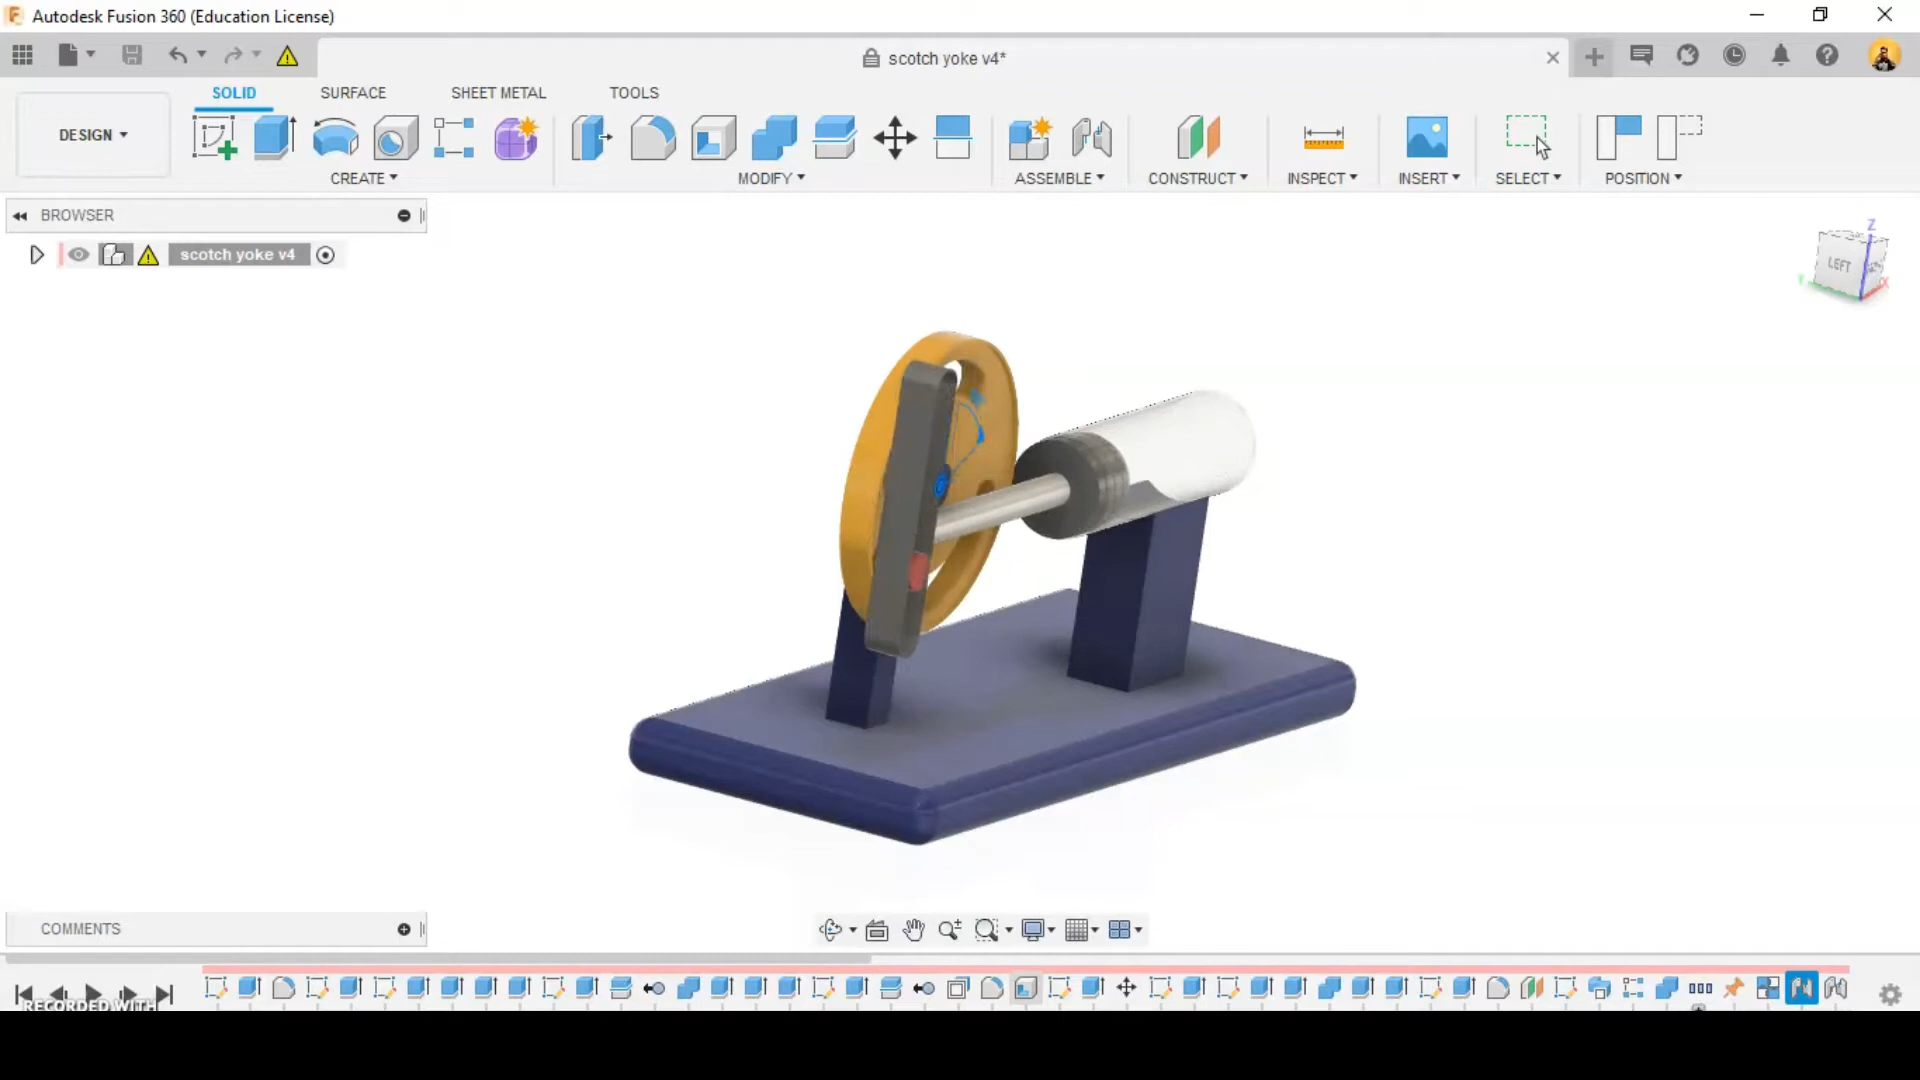 Autodesk Fusion 360 (Education License)
scotch yoke v4*
SOLID SURFACE SHEET METAL TOOLS
DESIGN
CREATE MODIFY ASSEMBLE CONSTRUCT INSPECT INSERT SELECT POSITION
BROWSER
scotch yoke v4
Z
LEFT
Y
X
COMMENTS
RECORDED WITH